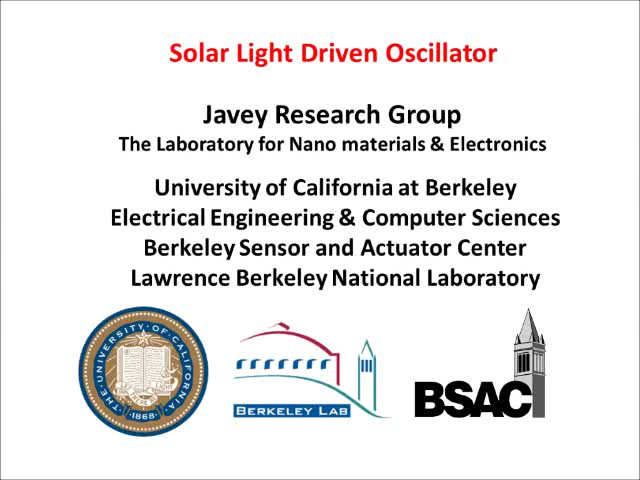 Solar Light Driven Oscillator
Javey Research Group
The Laboratory for Nano materials & Electronics
University of California at Berkeley
Electrical Engineering & Computer Sciences
Berkeley Sensor and Actuator Center
Lawrence Berkeley National Laboratory
·THE·UNIVERSITY·OF·CALIFORNIA·
·1868·
BERKELEY LAB
BSAC